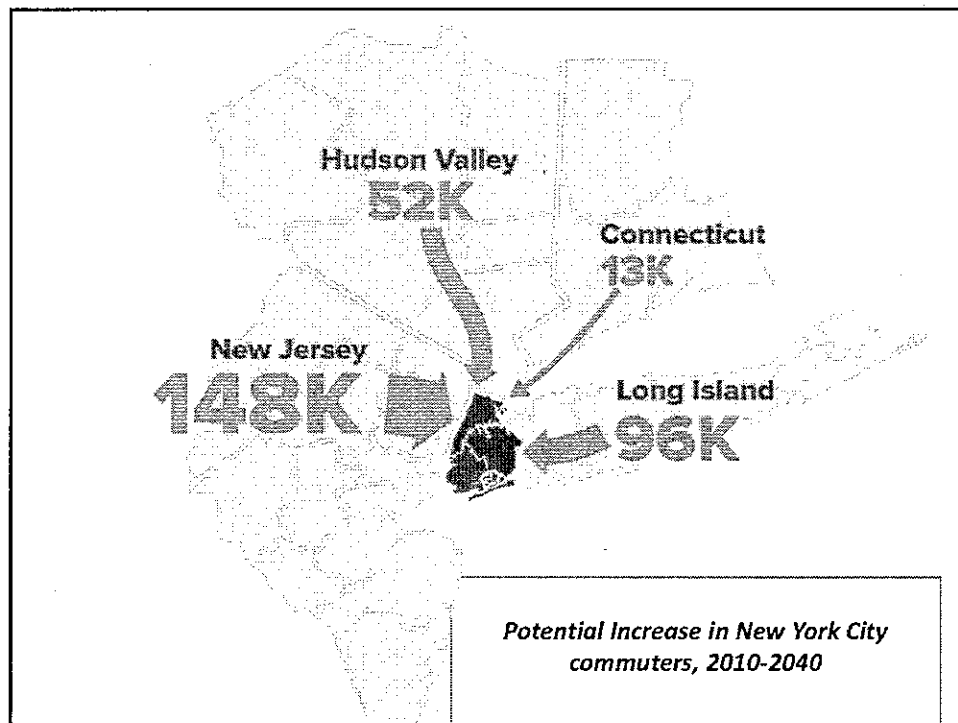 Hudson Valley
52K
Connecticut
13K
New Jersey
148K
Long Island
96K
Potential Increase in New York City
commuters, 2010-2040